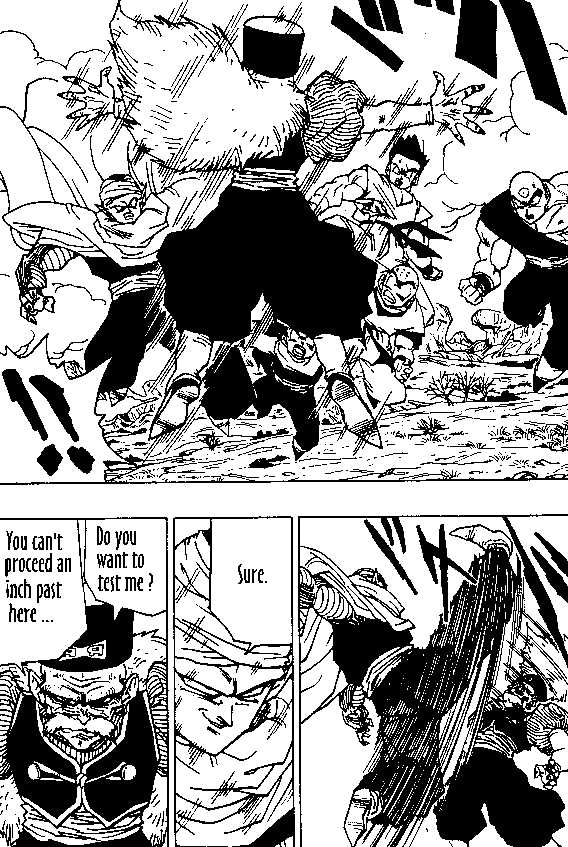 !!
You can't
proceed an
inch past
here ...
Do you
want to
test me ?
Sure.